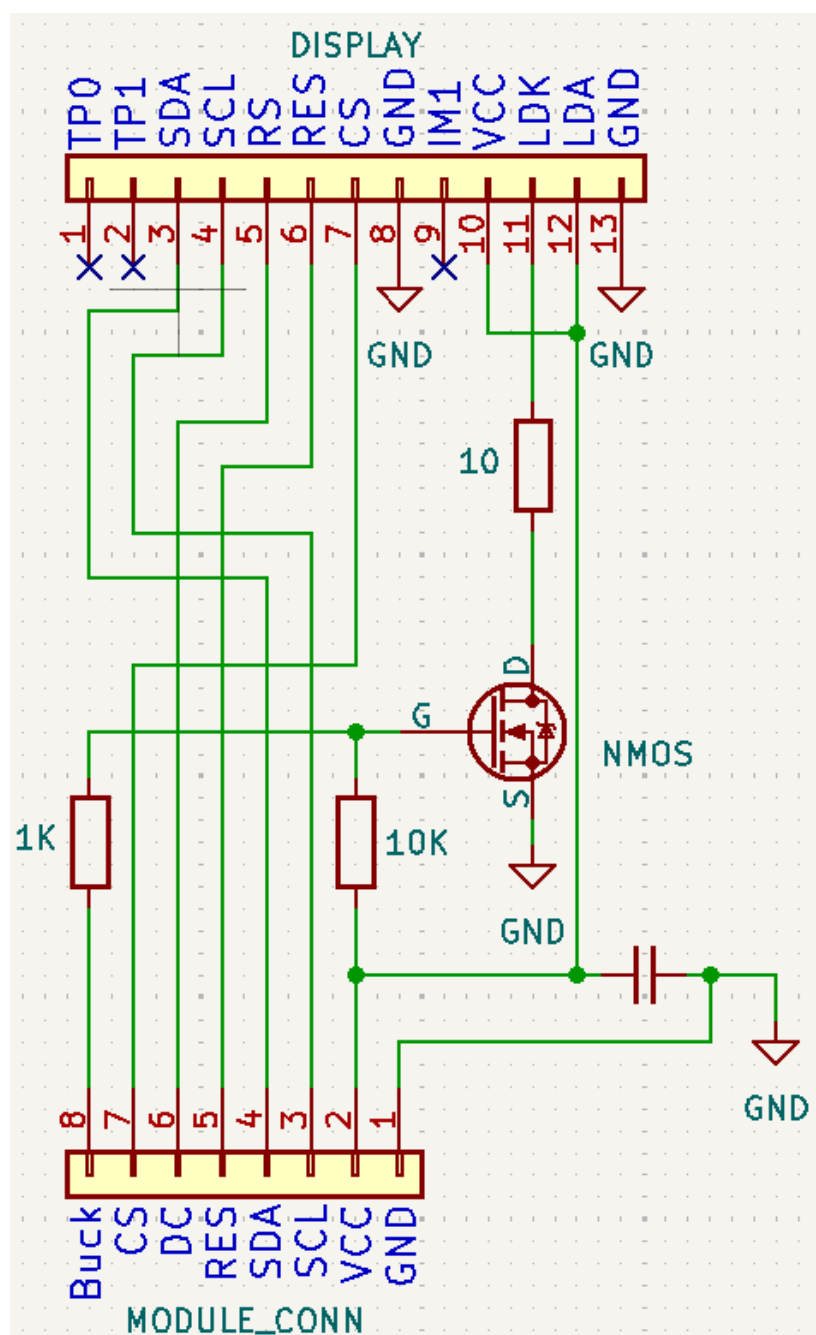 DISPLAY
TP0 TP1 SDA SCL RS RES CS GND IM1 VCC LDK LDA GND
1 2 3 4 5 6 7 8 9 10 11 12 13
GND GND
10
D
G
NMOS
S
1K 10K
GND
GND
8 7 6 5 4 3 2 1
Buck CS DC RES SDA SCL VCC GND
MODULE_CONN